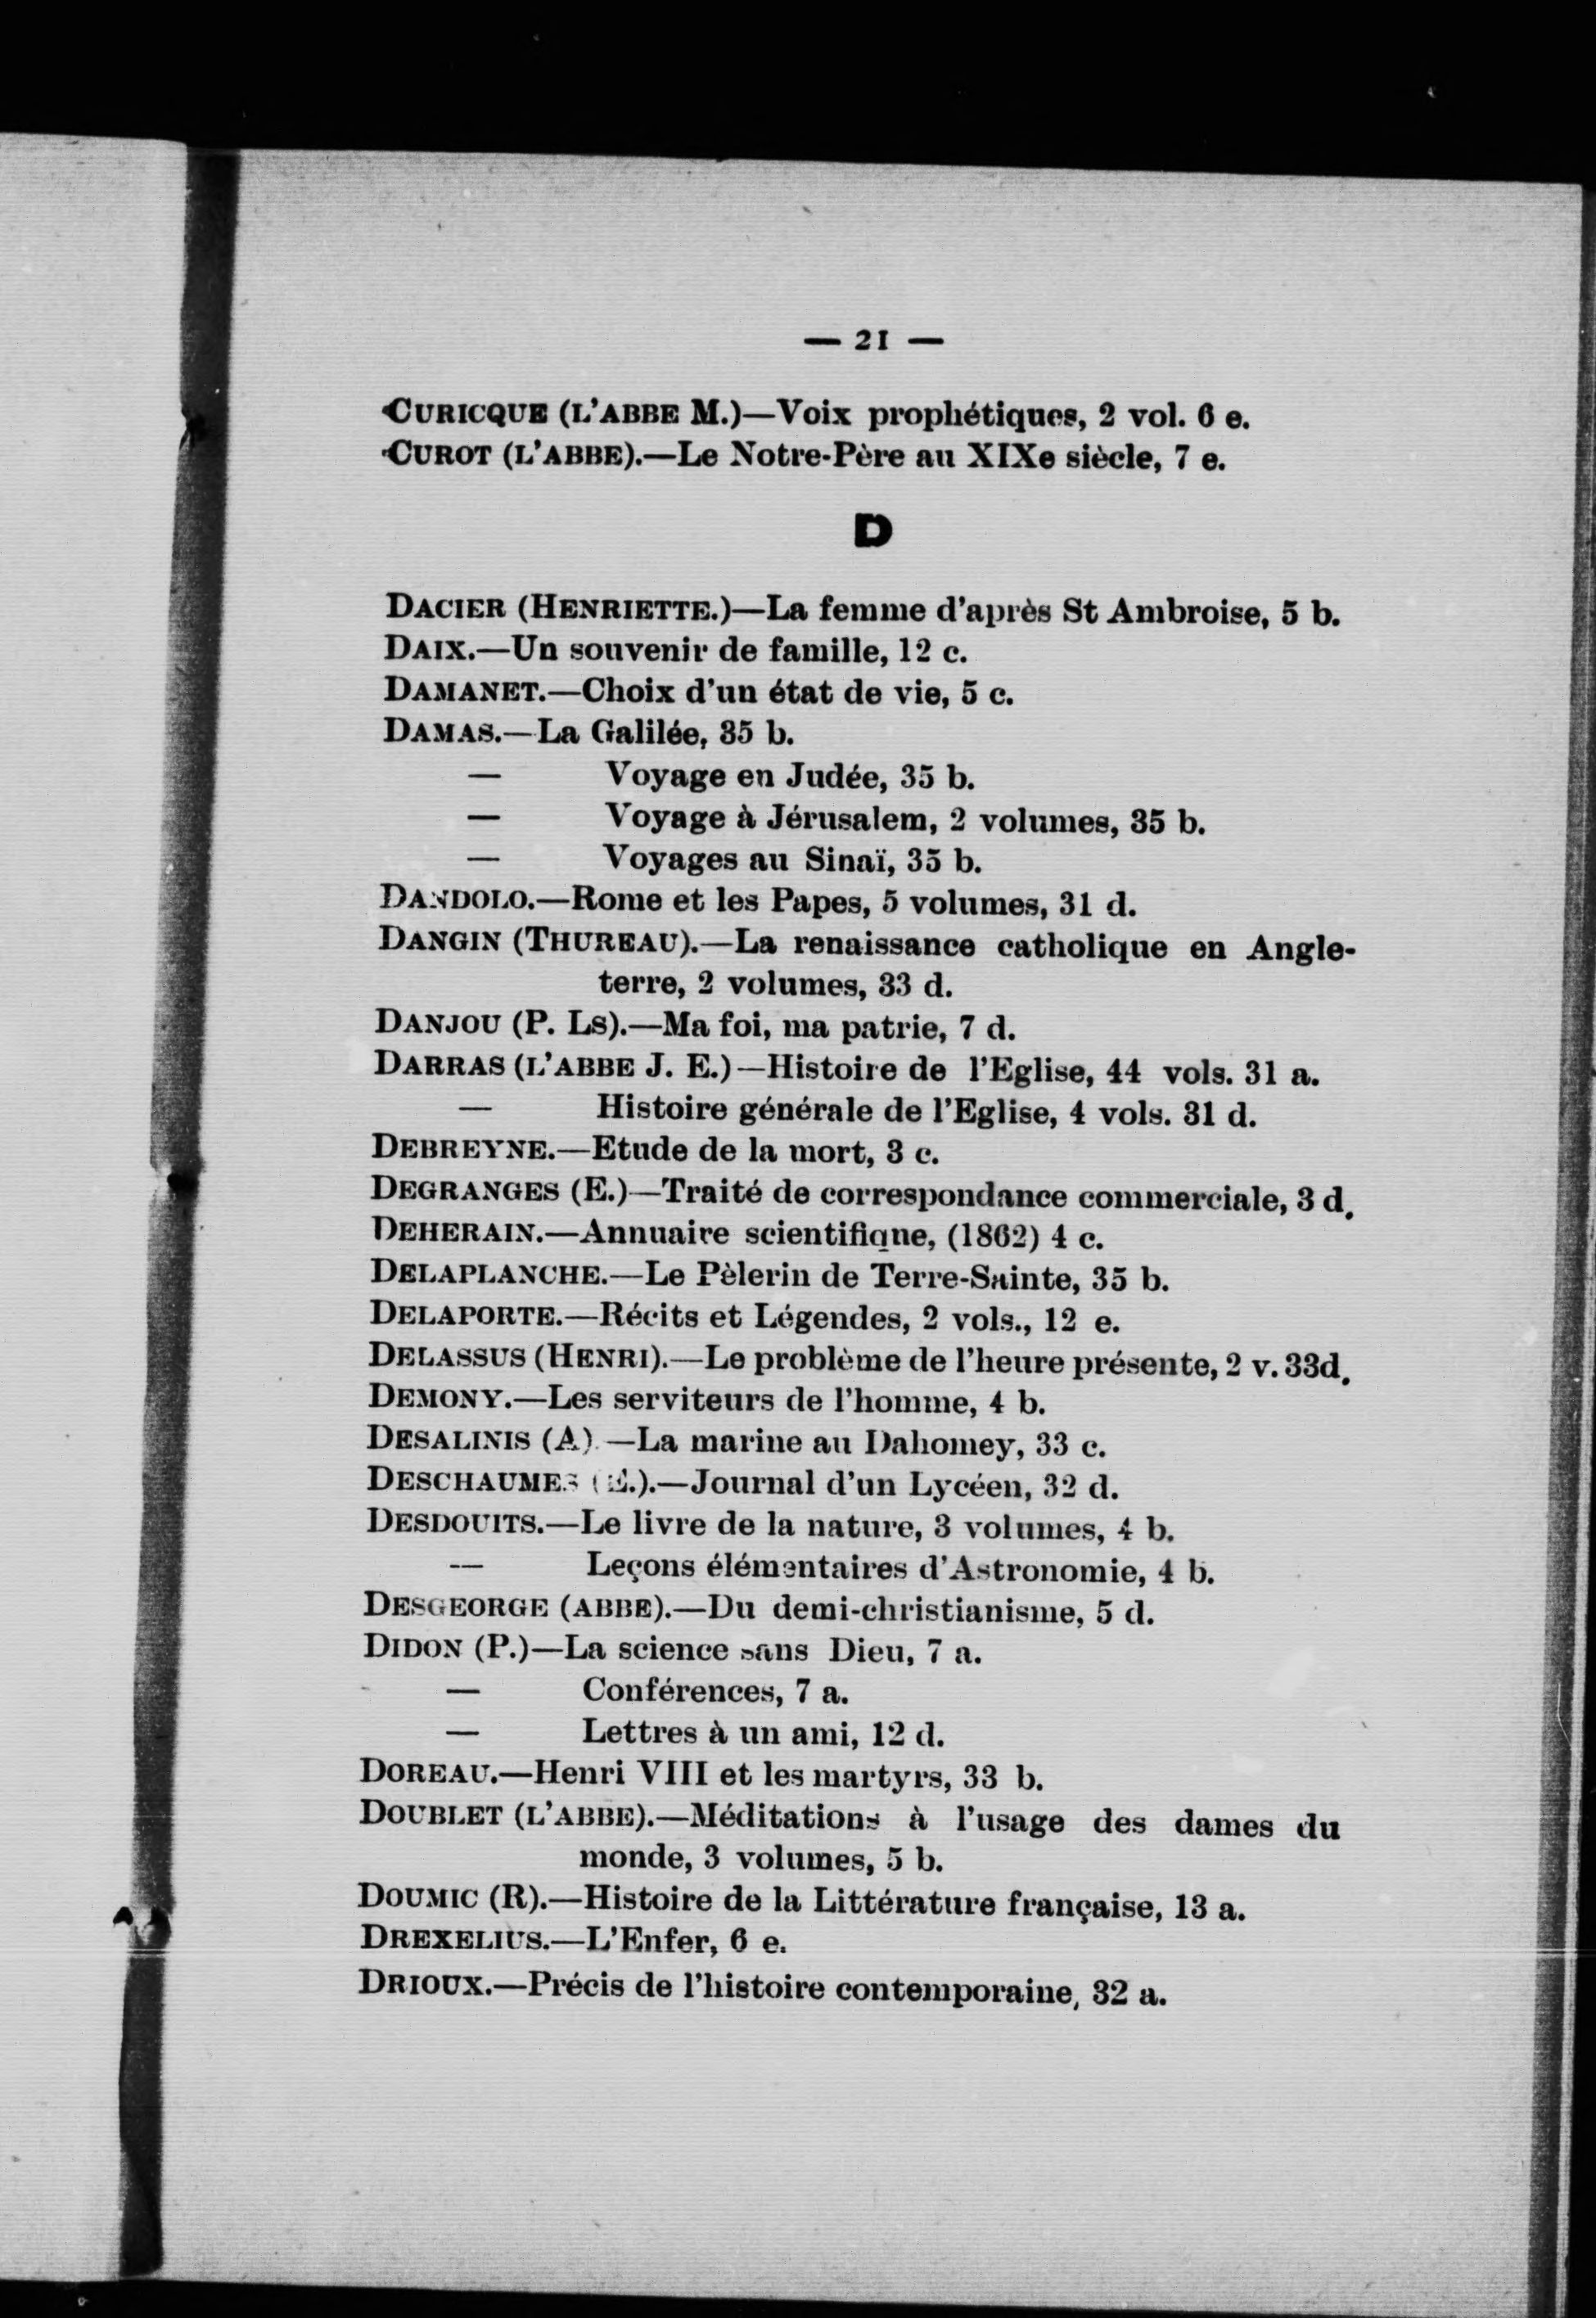 — 21 —
CURICQUE (L'ABBE M.)—Voix prophétiques, 2 vol. 6 e.
CUROT (L'ABBE).—Le Notre-Père au XIXe siècle, 7 e.
D
DACIER (HENRIETTE.)—La femme d'après St Ambroise, 5 b.
DAIX.—Un souvenir de famille, 12 c.
DAMANET.—Choix d'un état de vie, 5 c.
DAMAS.—La Galilée, 35 b.
— Voyage en Judée, 35 b.
— Voyage à Jérusalem, 2 volumes, 35 b.
— Voyages au Sinaï, 35 b.
DANDOLO.—Rome et les Papes, 5 volumes, 31 d.
DANGIN (THUREAU).—La renaissance catholique en Angle-
terre, 2 volumes, 33 d.
DANJOU (P. LS).—Ma foi, ma patrie, 7 d.
DARRAS (L'ABBE J. E.)—Histoire de l'Eglise, 44 vols. 31 a.
— Histoire générale de l'Eglise, 4 vols. 31 d.
DEBREYNE.—Etude de la mort, 3 c.
DEGRANGES (E.)—Traité de correspondance commerciale, 3 d.
DEHERAIN.—Annuaire scientifique, (1862) 4 c.
DELAPLANCHE.—Le Pèlerin de Terre-Sainte, 35 b.
DELAPORTE.—Récits et Légendes, 2 vols., 12 e.
DELASSUS (HENRI).—Le problème de l'heure présente, 2 v. 33d.
DEMONY.—Les serviteurs de l'homme, 4 b.
DESALINIS (A).—La marine au Dahomey, 33 c.
DESCHAUMES (E.).—Journal d'un Lycéen, 32 d.
DESDOUITS.—Le livre de la nature, 3 volumes, 4 b.
— Leçons élémentaires d'Astronomie, 4 b.
DESGEORGE (ABBE).—Du demi-christianisme, 5 d.
DIDON (P.)—La science sans Dieu, 7 a.
— Conférences, 7 a.
— Lettres à un ami, 12 d.
DOREAU.—Henri VIII et les martyrs, 33 b.
DOUBLET (L'ABBE).—Méditations à l'usage des dames du
monde, 3 volumes, 5 b.
DOUMIC (R).—Histoire de la Littérature française, 13 a.
DREXELIUS.—L'Enfer, 6 e.
DRIOUX.—Précis de l'histoire contemporaine, 32 a.